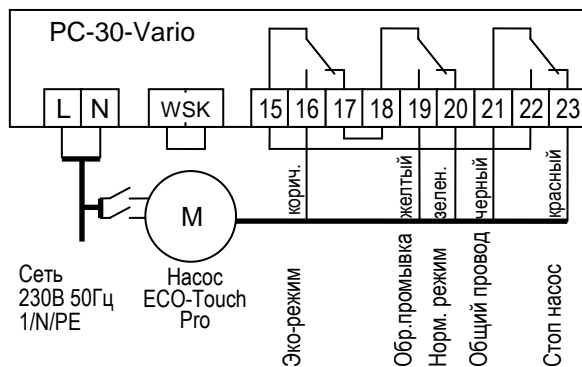 PC-30-Vario
L N WSK 15 16 17 18 19 20 21 22 23
корич.
желтый
зелен.
черный
красный
M
Сеть
230В 50Гц
1/N/PE
Насос
ECO-Touch
Pro
Эко-режим
Обр.промывка
Норм. режим
Общий провод
Стоп насос